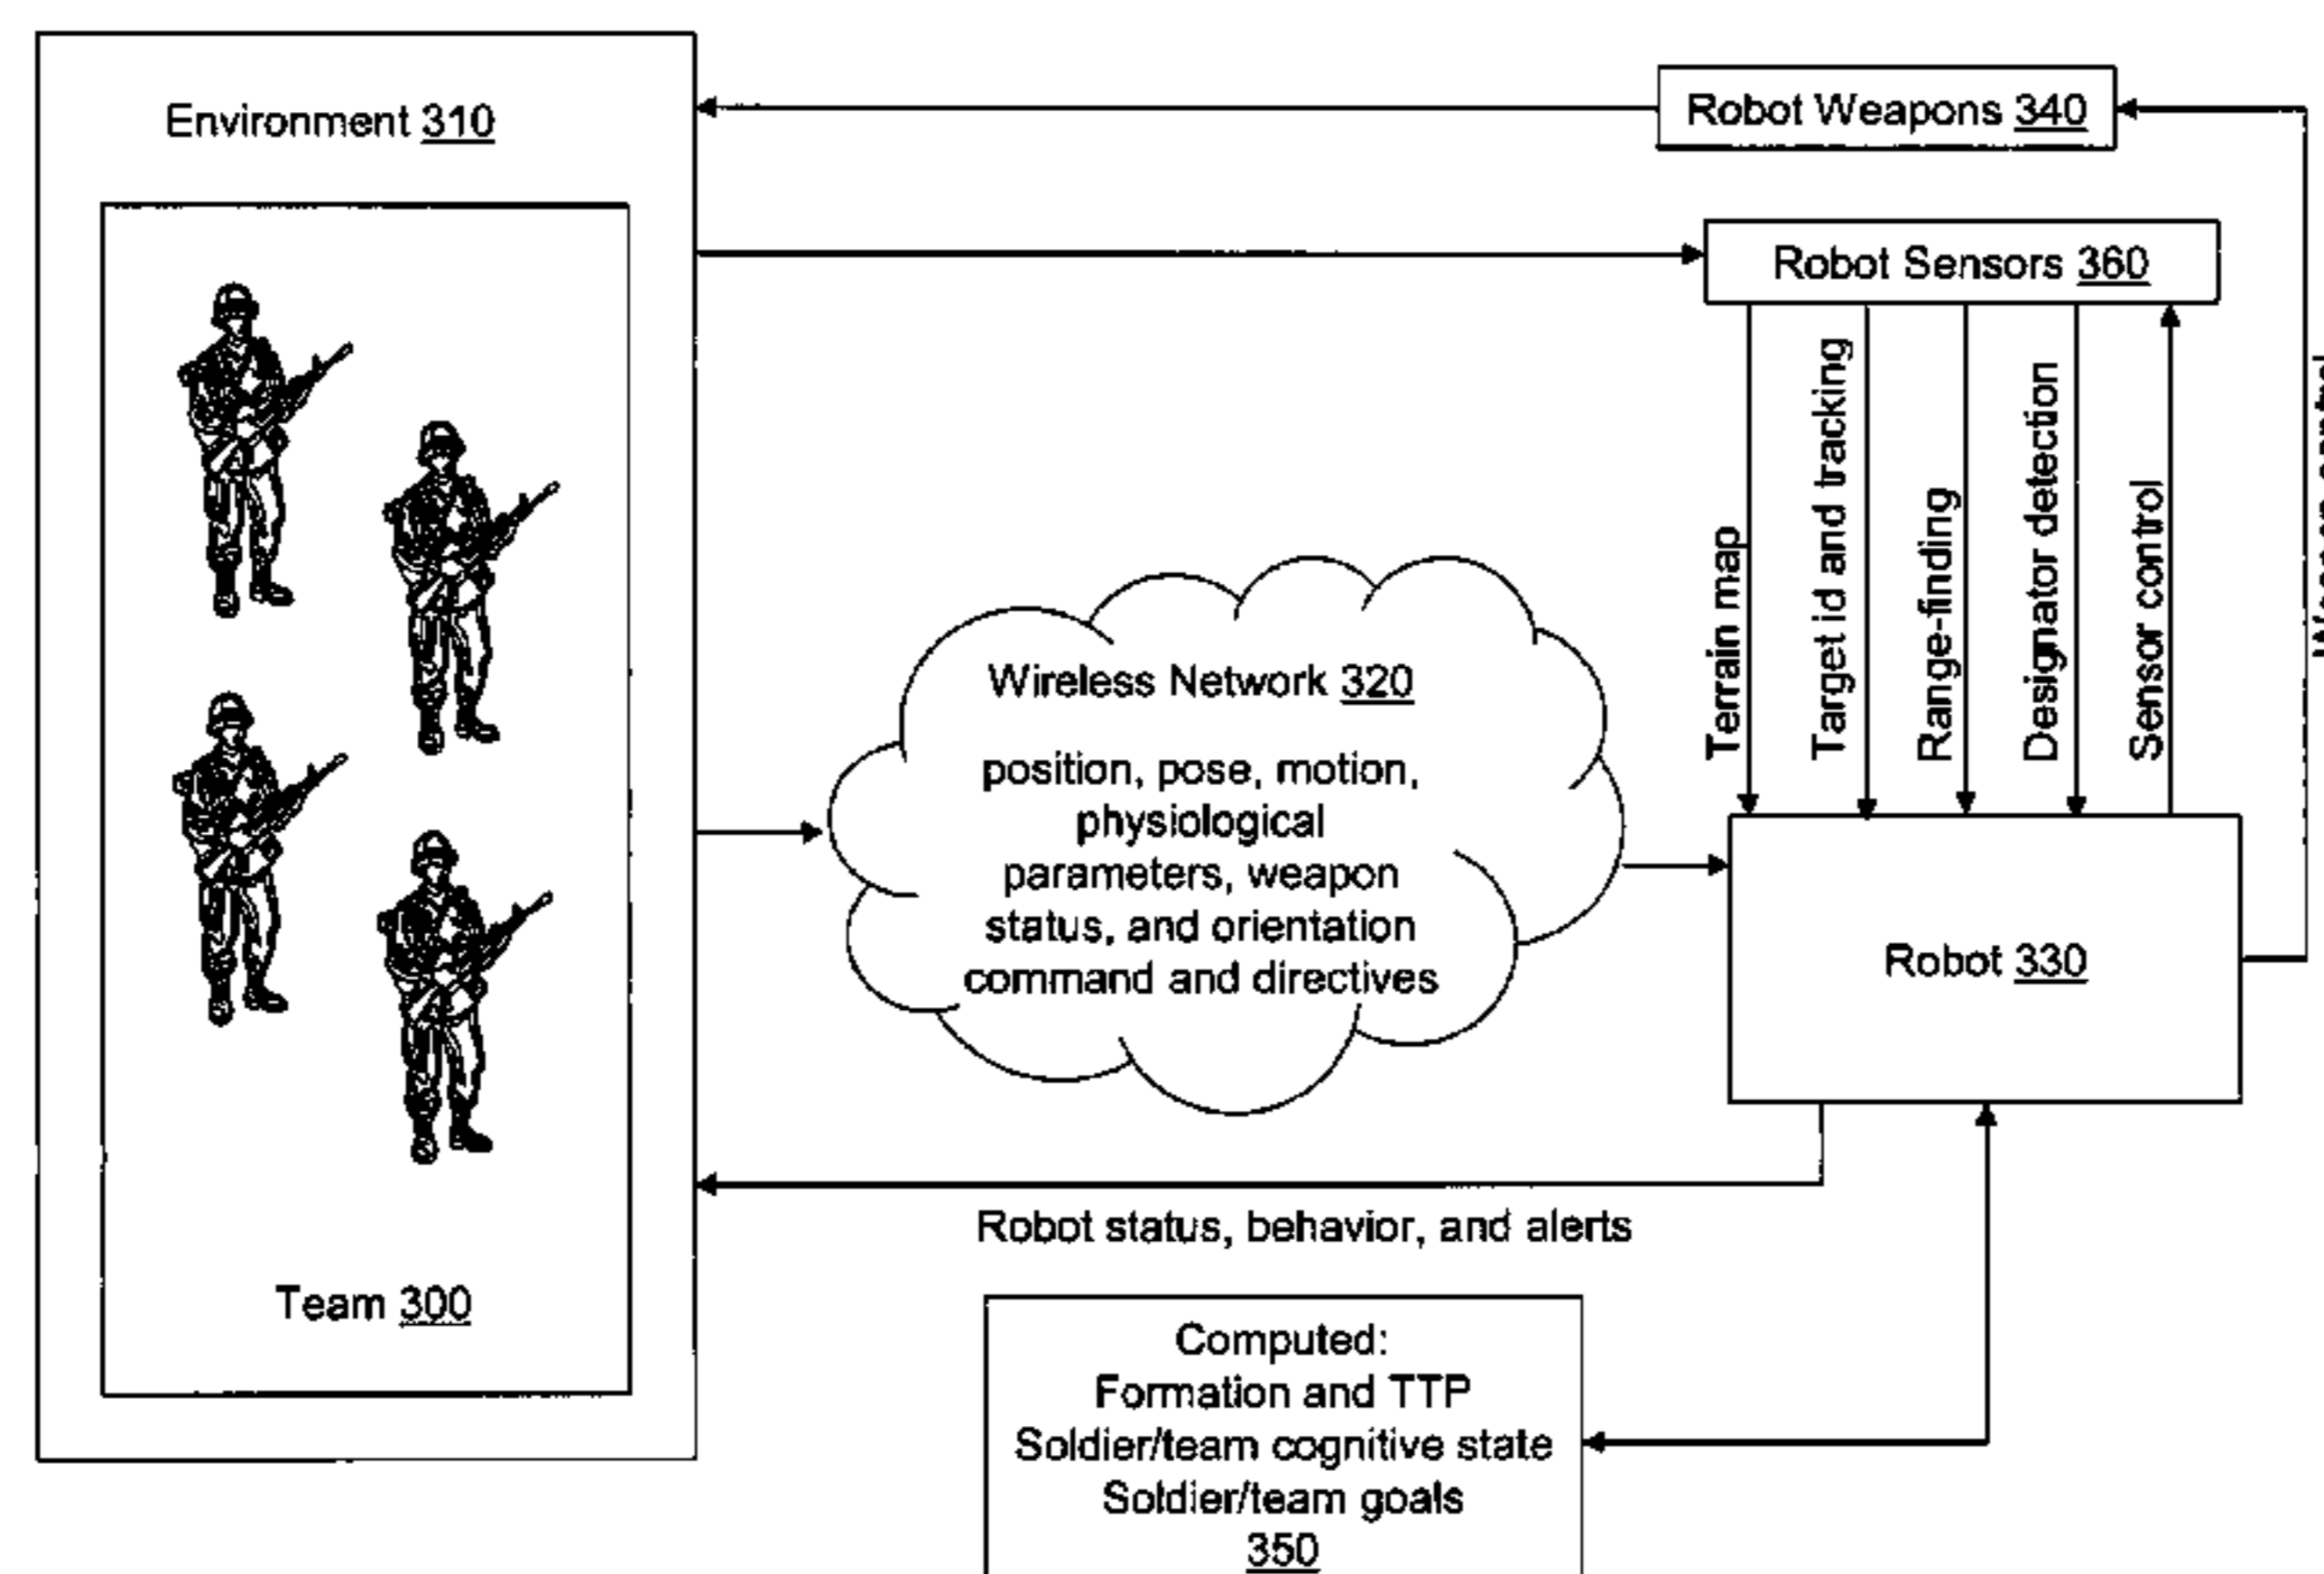 Environment 310
Team 300
Robot Weapons 340
Robot Sensors 360
Terrain map
Target id and tracking
Range-finding
Designator detection
Sensor control
Wireless Network 320
position, pose, motion,
physiological
parameters, weapon
status, and orientation
command and directives
Robot 330
Robot status, behavior, and alerts
Computed:
Formation and TTP
Soldier/team cognitive state
Soldier/team goals
350